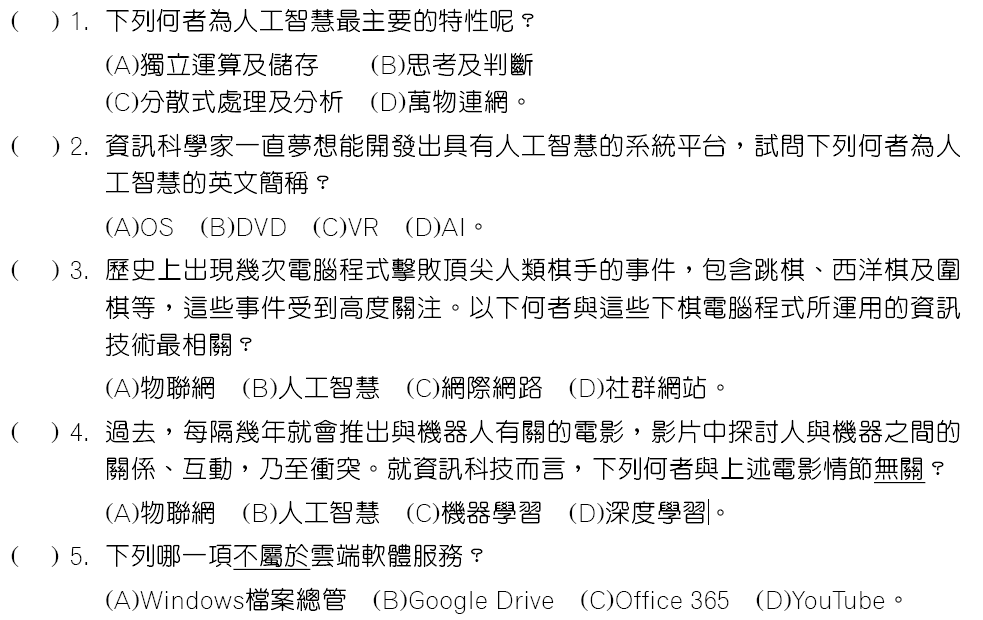 (　) 1. 下列何者為人工智慧最主要的特性呢？
(A)獨立運算及儲存　(B)思考及判斷
(C)分散式處理及分析　(D)萬物連網。
(　) 2. 資訊科學家一直夢想能開發出具有人工智慧的系統平台，試問下列何者為人
工智慧的英文簡稱？
(A)OS　(B)DVD　(C)VR　(D)AI。
(　) 3. 歷史上出現幾次電腦程式擊敗頂尖人類棋手的事件，包含跳棋、西洋棋及圍
棋等，這些事件受到高度關注。以下何者與這些下棋電腦程式所運用的資訊
技術最相關？
(A)物聯網　(B)人工智慧　(C)網際網路　(D)社群網站。
(　) 4. 過去，每隔幾年就會推出與機器人有關的電影，影片中探討人與機器之間的
關係、互動，乃至衝突。就資訊科技而言，下列何者與上述電影情節無關？
(A)物聯網　(B)人工智慧　(C)機器學習　(D)深度學習。
(　) 5. 下列哪一項不屬於雲端軟體服務？
(A)Windows檔案總管　(B)Google Drive　(C)Office 365　(D)YouTube。